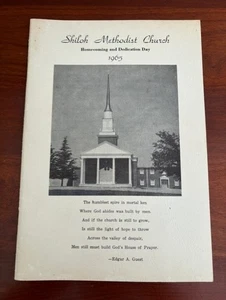 Shiloh Methodist Church
Homecoming and Dedication Day
1965
The humblest spire in mortal ken,
Where God abides was built by men.
And if the church is still to grow,
Is still the light of hope to throw
Across the valley of despair,
Men still must build God's House of Prayer.
—Edgar A. Guest